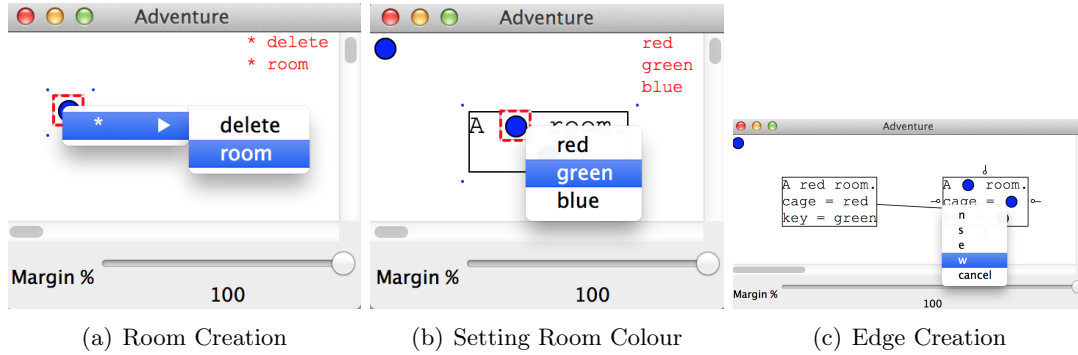 Adventure
* delete
* room
*
delete
room
Margin %
100
(a) Room Creation
Adventure
red
green
blue
A room.
red
green
blue
Margin %
100
(b) Setting Room Colour
Adventure
A red room.
cage = red
key = green
A room.
cage =
n
s
e
w
cancel
Margin %
100
(c) Edge Creation